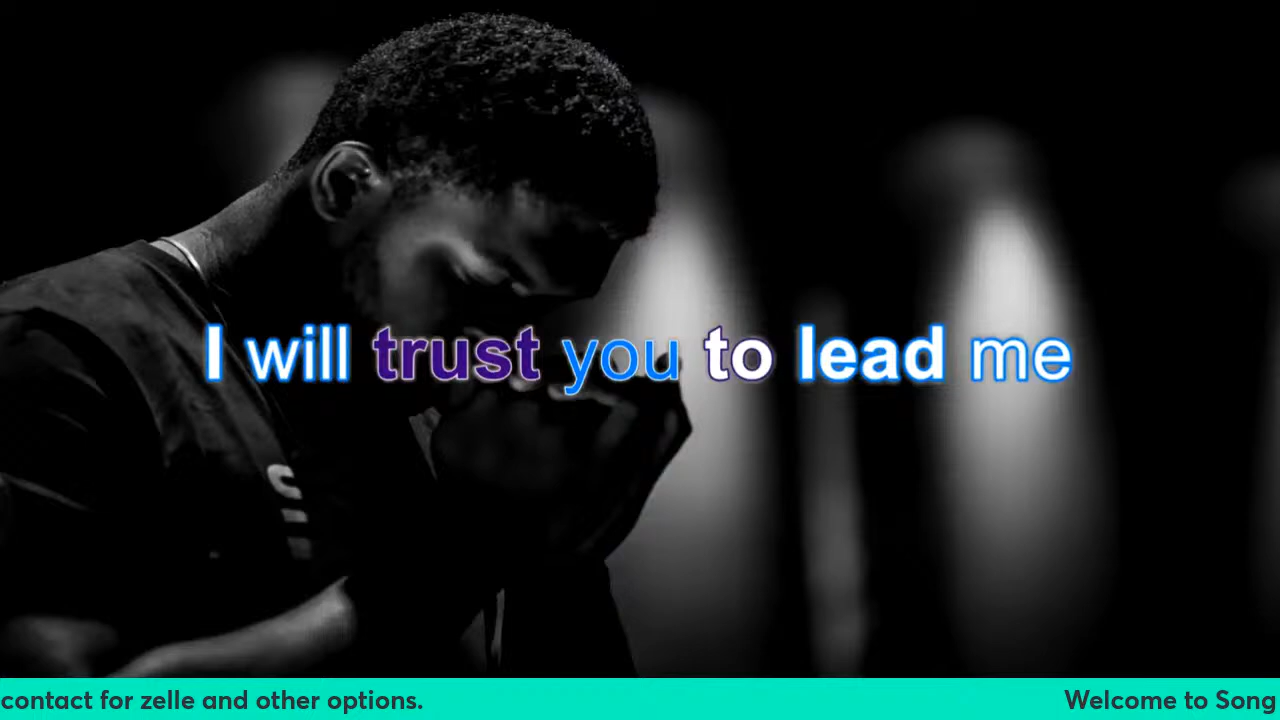 I will trust you to lead me
contact for zelle and other options.
Welcome to Song